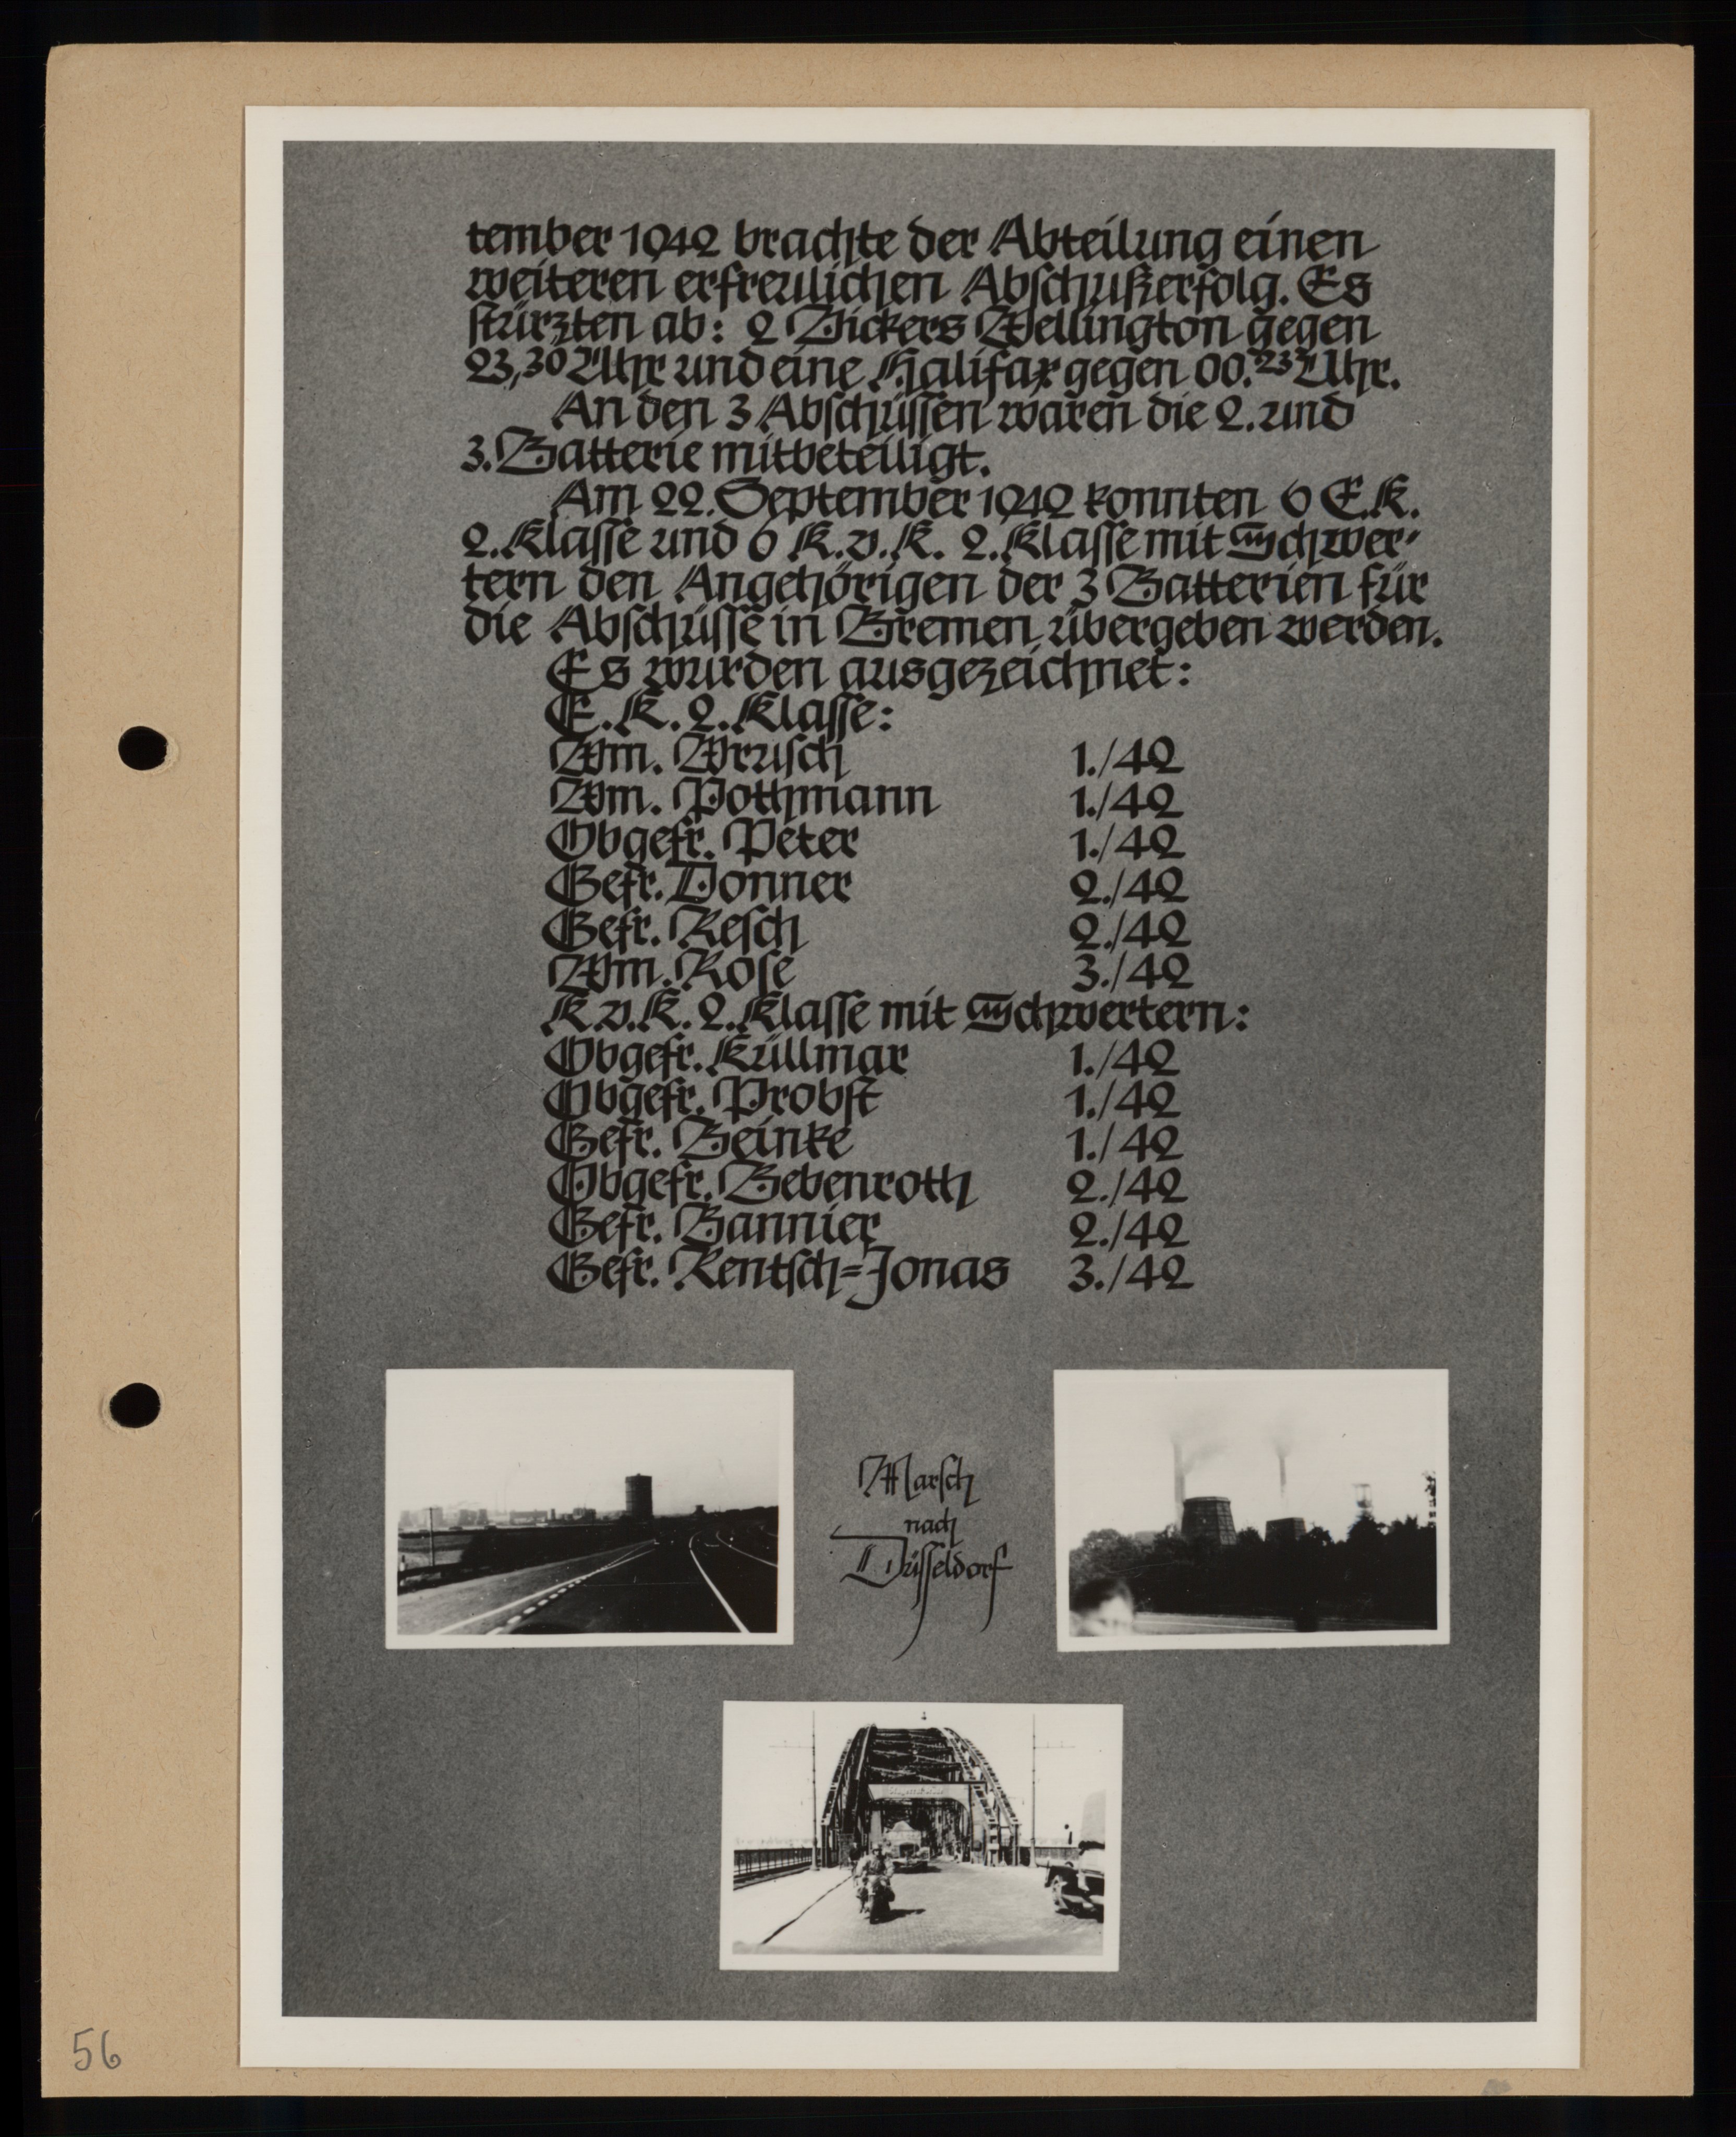 tember 1942 brachte der Abteilung einen
weiteren erfreulichen Abschußerfolg. Es
stürzten ab: 2 Vickers Wellington gegen
23,30 Uhr und eine Halifax gegen 00.23 Uhr.
An den 3 Abschüssen waren die 2. und
3. Batterie mitbeteiligt.
Am 22. September 1942 konnten 6 E.K.
2. Klasse und 6 K.v.K. 2. Klasse mit Schwer-
tern den Angehörigen der 3 Batterien für
die Abschüsse in Bremen übergeben werden.
Es wurden ausgezeichnet:
E.K. 2. Klasse:
Wm. Wrusch 1./42
Wm. Pothmann 1./42
Obgefr. Peter 1./42
Gefr. Donner 2./42
Gefr. Resch 2./42
Wm. Rose 3./42
K.v.K. 2. Klasse mit Schwertern:
Obgefr. Küllmar 1./42
Obgefr. Probst 1./42
Gefr. Beinke 1./42
Obgefr. Bebenroth 2./42
Gefr. Bannier 2./42
Gefr. Rentsch=Jonas 3./42
Marsch
nach
Düsseldorf
56